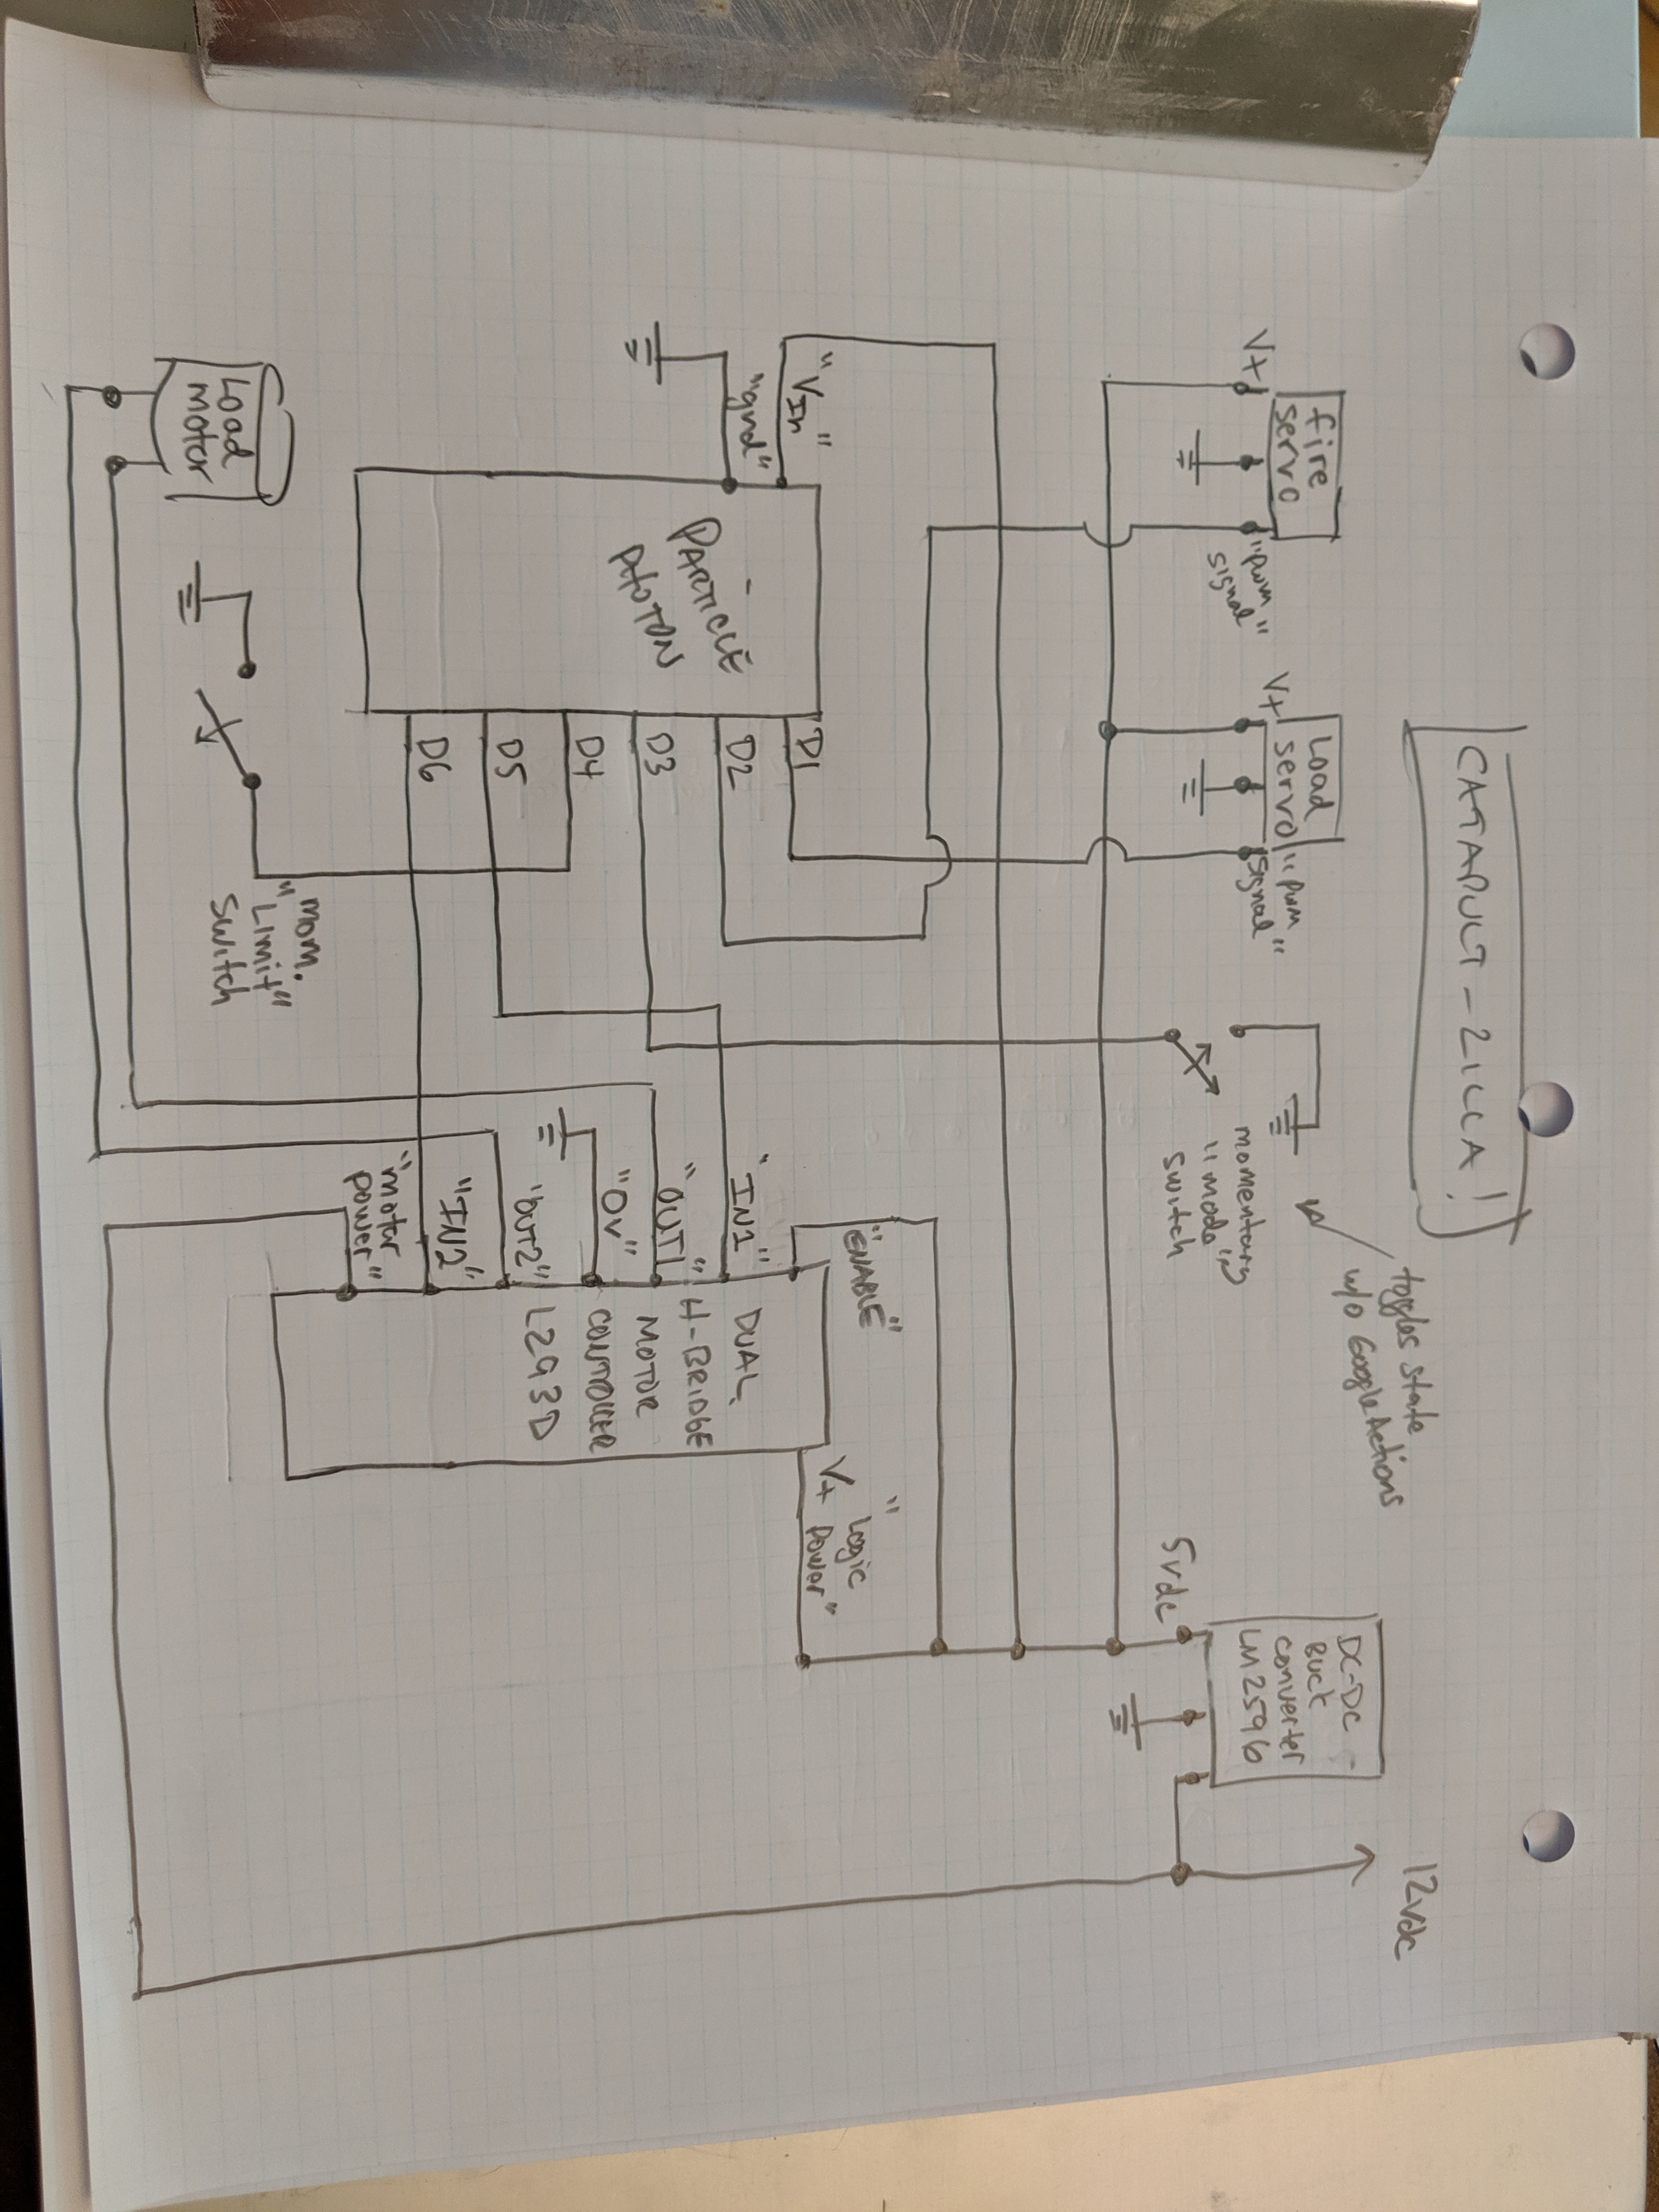 CATAPULT-ZILLA!
12vdc
fire
servo
V+
"pwm
signal"
Load
servo
V+
"pwm
signal"
momentary
"mode"
switch
toggles state
w/o Google Actions
DC-DC
Buck
converter
LM2596
5vdc
"VIn"
"gnd"
PARTICLE
PHOTON
D1
D2
D3
D4
D5
D6
"ENABLE"
"IN1"
"OUT1"
"0V"
"OUT2"
"IN2"
"motor
power"
DUAL
H-BRIDGE
MOTOR
CONTROLLER
L293D
"Logic
V+ Power"
Load
motor
"mom.
Limit"
Switch